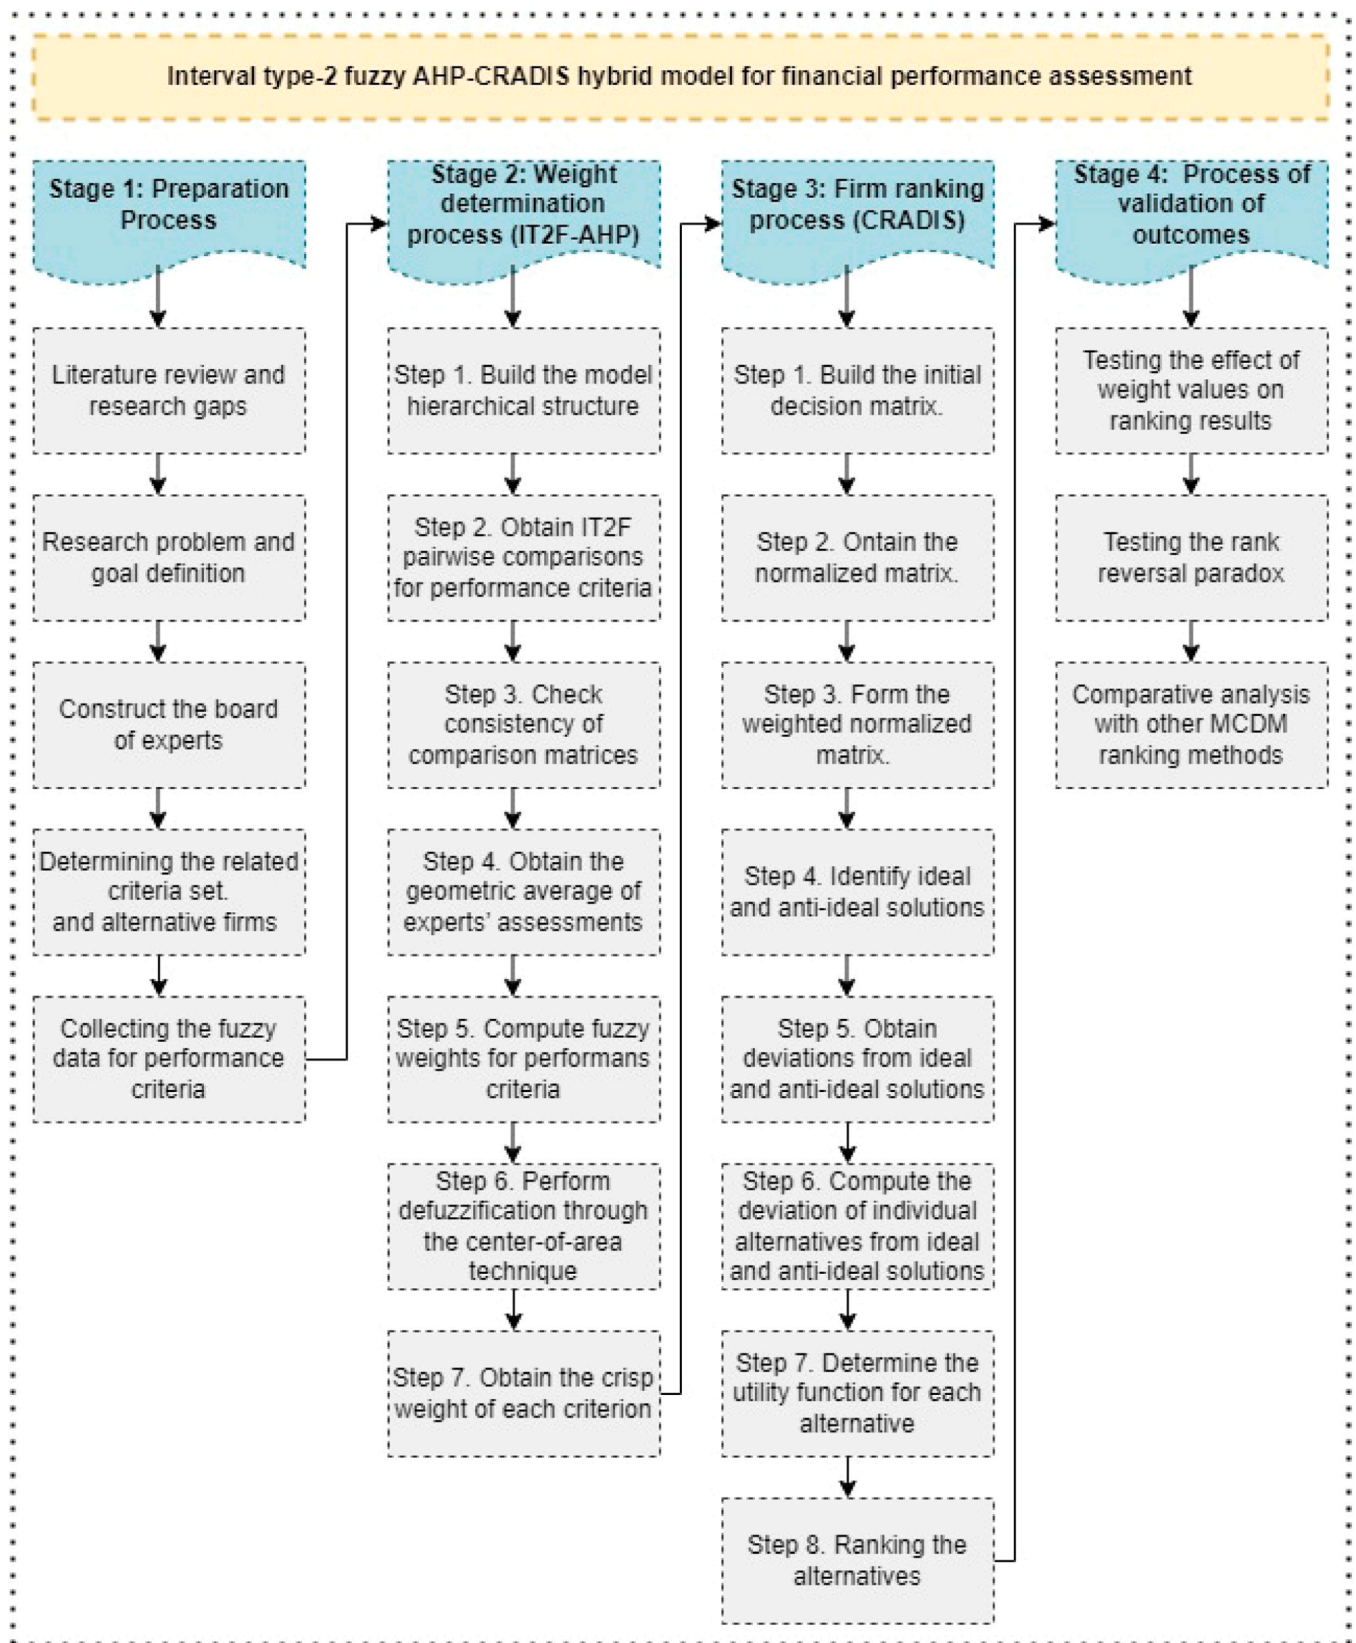 Interval type-2 fuzzy AHP-CRADIS hybrid model for financial performance assessment
Stage 1: Preparation
Process
Literature review and
research gaps
Research problem and
goal definition
Construct the board
of experts
Determining the related
criteria set.
and alternative firms
Collecting the fuzzy
data for performance
criteria
Stage 2: Weight
determination
process (IT2F-AHP)
Step 1. Build the model
hierarchical structure
Step 2. Obtain IT2F
pairwise comparisons
for performance criteria
Step 3. Check
consistency of
comparison matrices
Step 4. Obtain the
geometric average of
experts’ assessments
Step 5. Compute fuzzy
weights for performans
criteria
Step 6. Perform
defuzzification through
the center-of-area
technique
Step 7. Obtain the crisp
weight of each criterion
Stage 3: Firm ranking
process (CRADIS)
Step 1. Build the initial
decision matrix.
Step 2. Ontain the
normalized matrix.
Step 3. Form the
weighted normalized
matrix.
Step 4. Identify ideal
and anti-ideal solutions
Step 5. Obtain
deviations from ideal
and anti-ideal solutions
Step 6. Compute the
deviation of individual
alternatives from ideal
and anti-ideal solutions
Step 7. Determine the
utility function for each
alternative
Step 8. Ranking the
alternatives
Stage 4: Process of
validation of
outcomes
Testing the effect of
weight values on
ranking results
Testing the rank
reversal paradox
Comparative analysis
with other MCDM
ranking methods